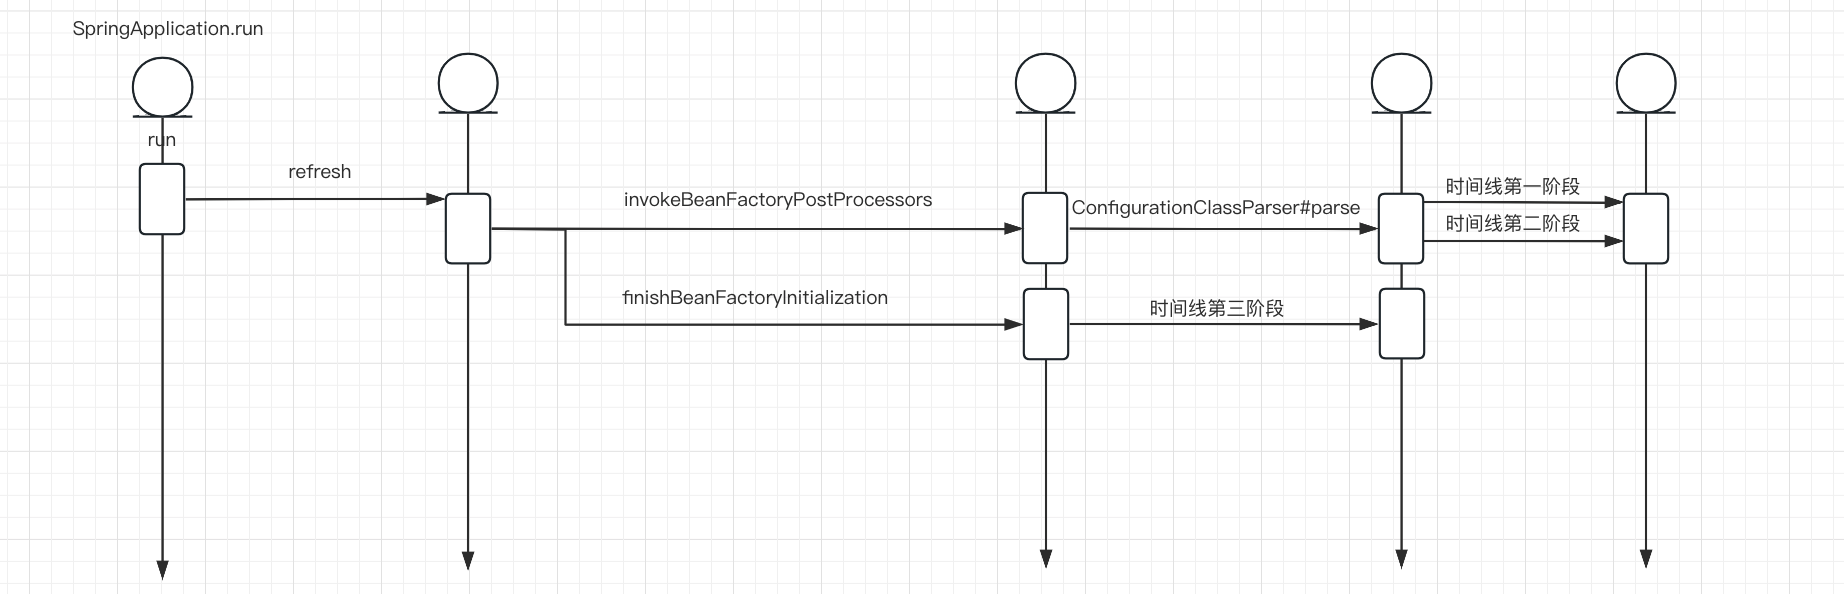 SpringApplication.run
run
refresh
invokeBeanFactoryPostProcessors
ConfigurationClassParser#parse
时间线第一阶段
时间线第二阶段
finishBeanFactoryInitialization
时间线第三阶段